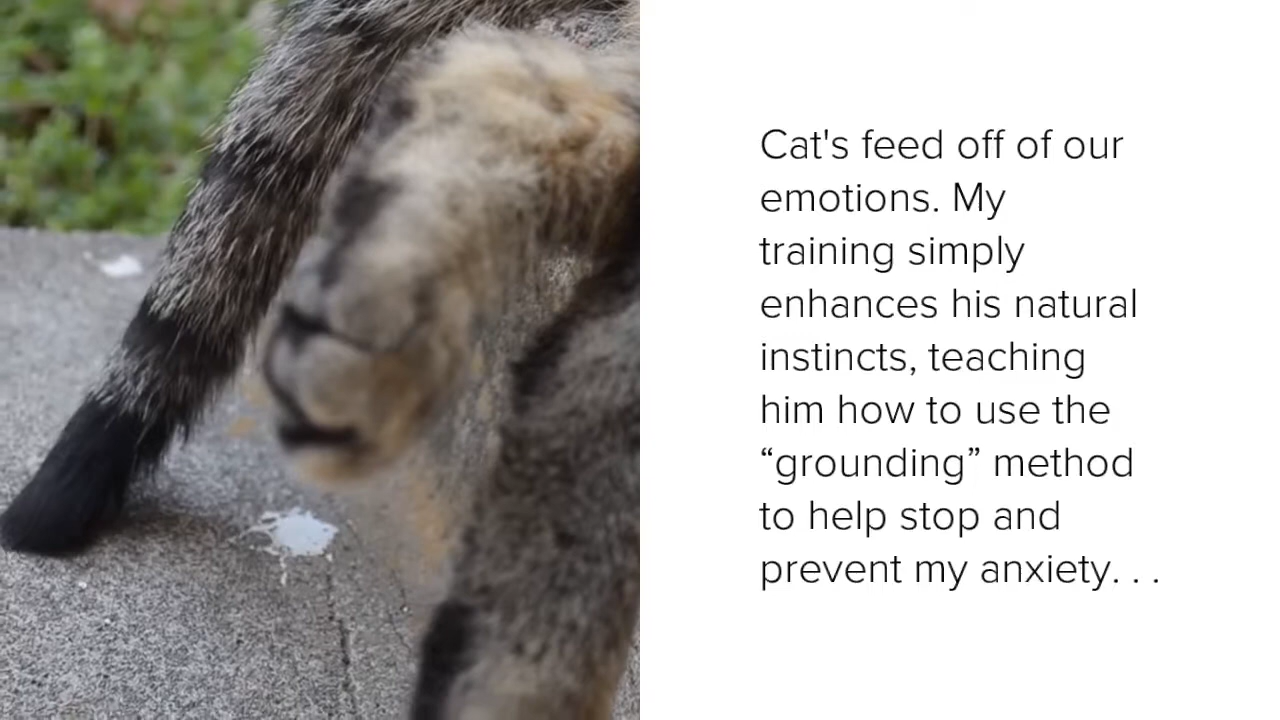 Cat's feed off of our
emotions. My
training simply
enhances his natural
instincts, teaching
him how to use the
“grounding” method
to help stop and
prevent my anxiety. . .